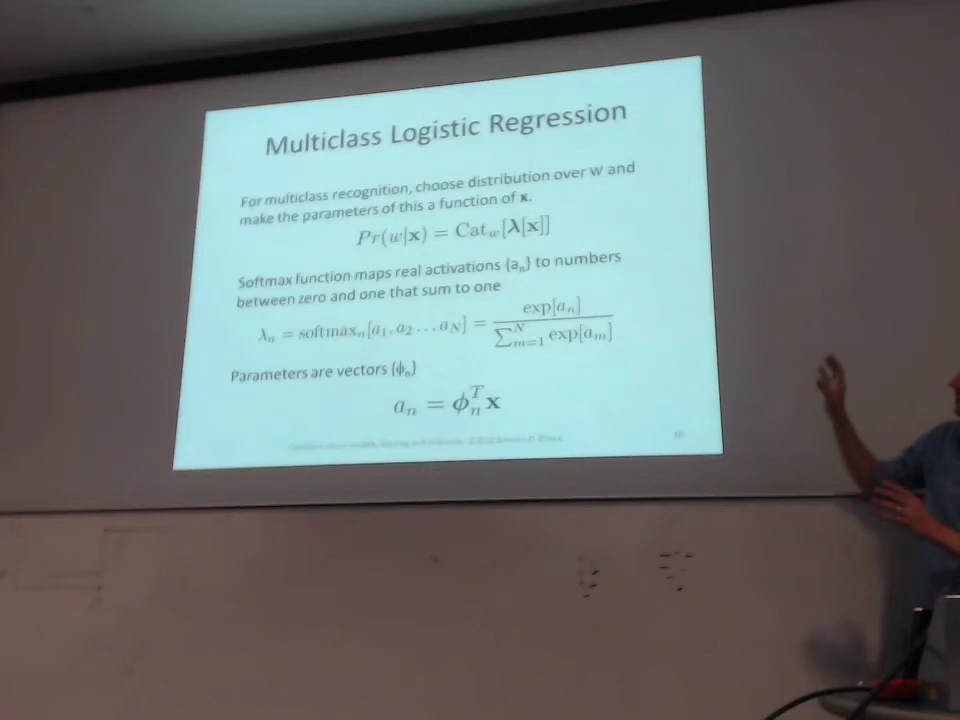 Multiclass Logistic Regression
For multiclass recognition, choose distribution over w and
make the parameters of this a function of x.
Pr(w|x) = Cat_w[λ[x]]
Softmax function maps real activations {a_n} to numbers
between zero and one that sum to one
λ_n = softmax_n[a_1, a_2 … a_N] = exp[a_n] / ∑_{m=1}^{N} exp[a_m]
Parameters are vectors {ϕ_n}
a_n = ϕ_n^T x